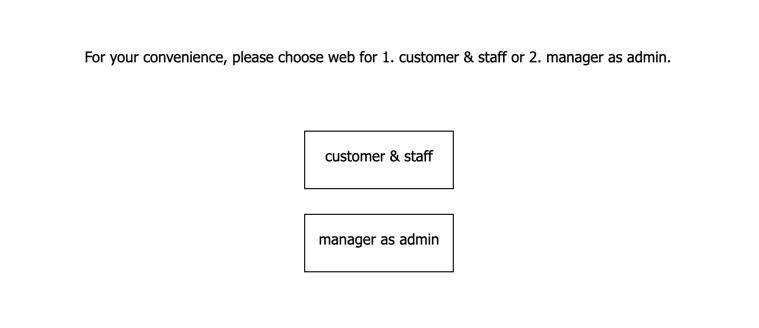 For your convenience, please choose web for 1. customer & staff or 2. manager as admin.
customer & staff
manager as admin